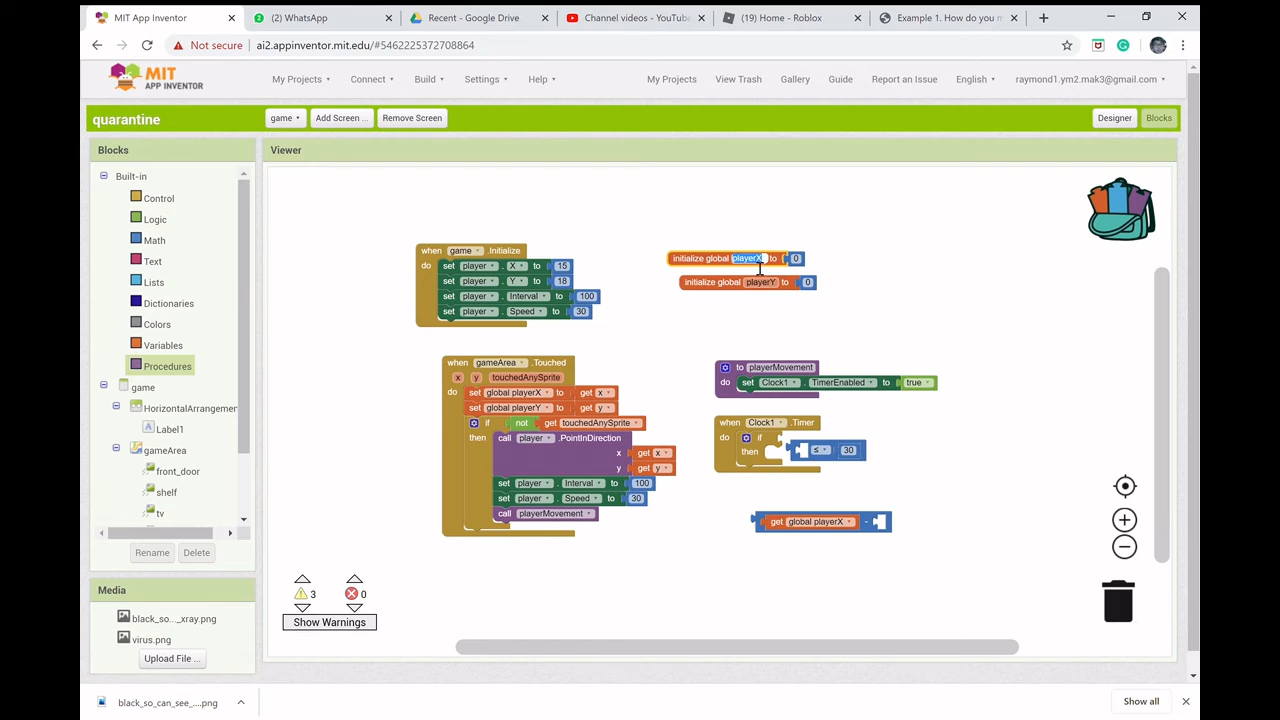 MIT App Inventor
(2) WhatsApp
Recent - Google Drive
Channel videos - YouTube
(19) Home - Roblox
Example 1. How do you m
Not secure ai2.appinventor.mit.edu/#5462225372708864
MIT
APP INVENTOR
My Projects Connect Build Settings Help My Projects View Trash Gallery Guide Report an Issue English raymond1.ym2.mak3@gmail.com
quarantine game Add Screen ... Remove Screen Designer Blocks
Blocks
Viewer
Built-in
Control
Logic
Math
Text
Lists
Dictionaries
Colors
Variables
Procedures
game
HorizontalArrangemer
Label1
gameArea
front_door
shelf
tv
Rename Delete
Media
black_so..._xray.png
virus.png
Upload File ...
when game .Initialize
do set player . X to 15
set player . Y to 18
set player . Interval to 100
set player . Speed to 30
initialize global playerX to 0
initialize global playerY to 0
when gameArea .Touched
x y touchedAnySprite
do set global playerX to get x
set global playerY to get y
if not get touchedAnySprite
then call player .PointInDirection
x get x
y get y
set player . Interval to 100
set player . Speed to 30
call playerMovement
to playerMovement
do set Clock1 . TimerEnabled to true
when Clock1 .Timer
do if
then
≤ 30
get global playerX -
3 0
Show Warnings
black_so_can_see_....png
Show all